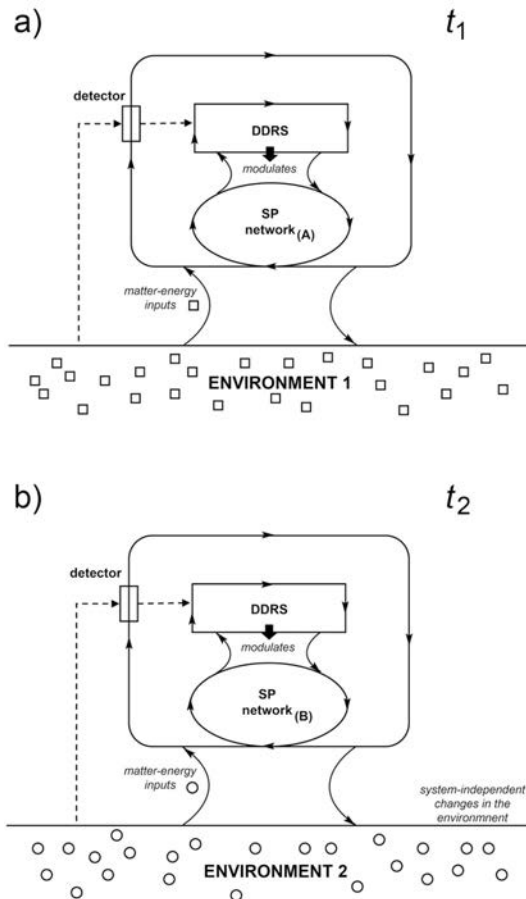 a)
t1
detector
DDRS
modulates
SP
network (A)
matter-energy
inputs
ENVIRONMENT 1
b)
t2
detector
DDRS
modulates
SP
network (B)
matter-energy
inputs
system-independent
changes in the
environmnent
ENVIRONMENT 2